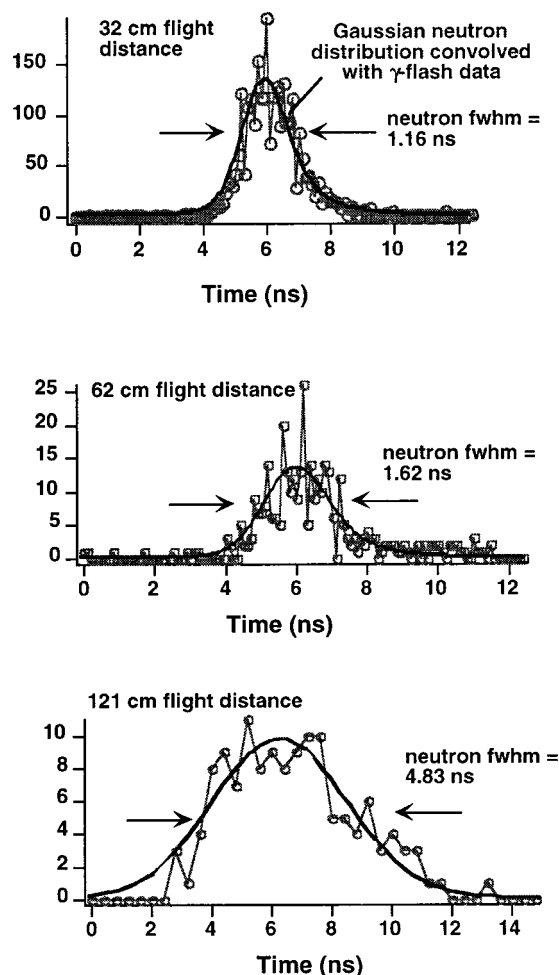 32 cm flight
distance
Gaussian neutron
distribution convolved
with γ-flash data
neutron fwhm =
1.16 ns
150
100
50
0
0 2 4 6 8 10 12
Time (ns)
62 cm flight distance
neutron fwhm =
1.62 ns
25
20
15
10
5
0
0 2 4 6 8 10 12
Time (ns)
121 cm flight distance
neutron fwhm =
4.83 ns
10
8
6
4
2
0
0 2 4 6 8 10 12 14
Time (ns)